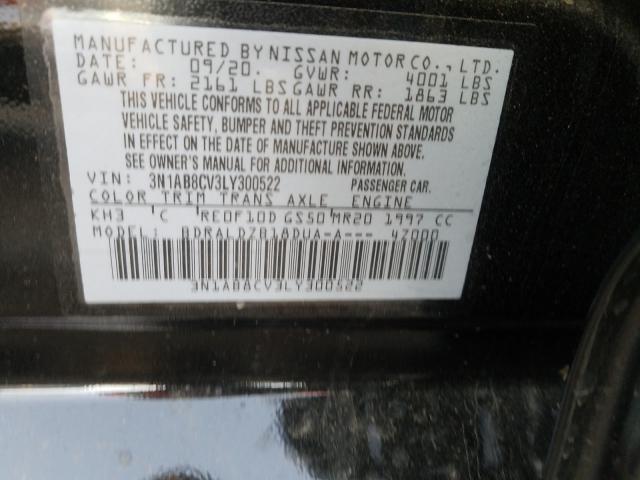 MANUFACTURED BY NISSAN MOTOR CO., LTD.
DATE: 09/20. GVWR: 4001 LBS
GAWR FR: 2161 LBS GAWR RR: 1863 LBS
THIS VEHICLE CONFORMS TO ALL APPLICABLE FEDERAL MOTOR
VEHICLE SAFETY, BUMPER AND THEFT PREVENTION STANDARDS
IN EFFECT ON THE DATE OF MANUFACTURE SHOWN ABOVE.
SEE OWNER'S MANUAL FOR ADDITIONAL INFORMATION.
VIN: 3N1AB8CV3LY300522 PASSENGER CAR.
COLOR TRIM TRANS AXLE ENGINE
KH3 'C 'RE0F10D GS50 'MR20 1997 CC
MODEL: BDRALDZB18DUA-A--- 47000
3N1AB8CV3LY300522